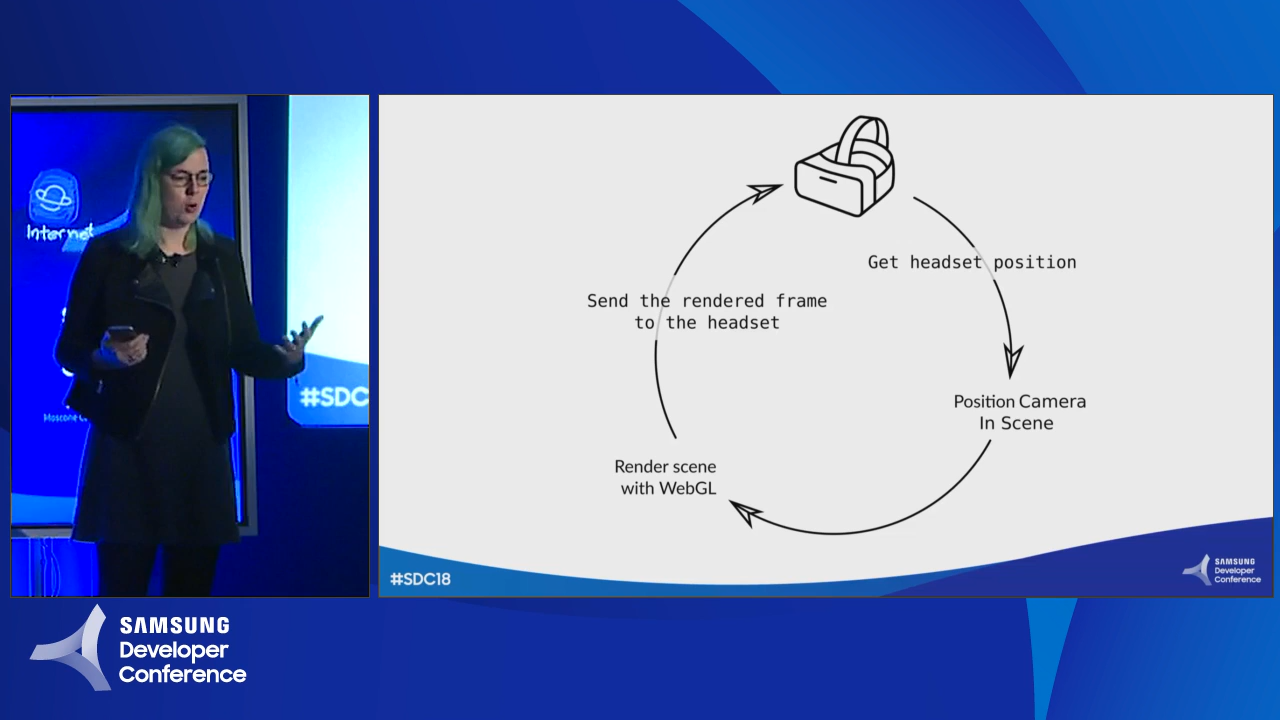 Internet
#SDC
Get headset position
Send the rendered frame
to the headset
Position Camera
In Scene
Render scene
with WebGL
#SDC18
SAMSUNG
Developer
Conference
SAMSUNG
Developer
Conference